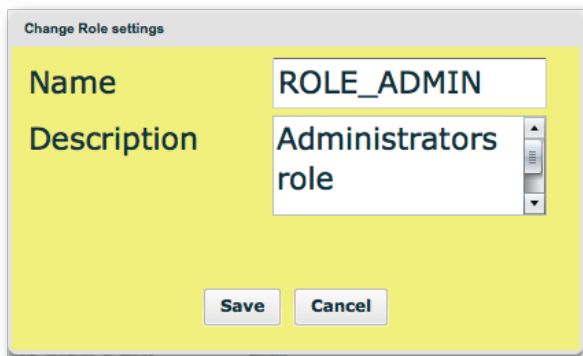 Change Role settings
Name ROLE_ADMIN
Description Administrators
role
Save Cancel